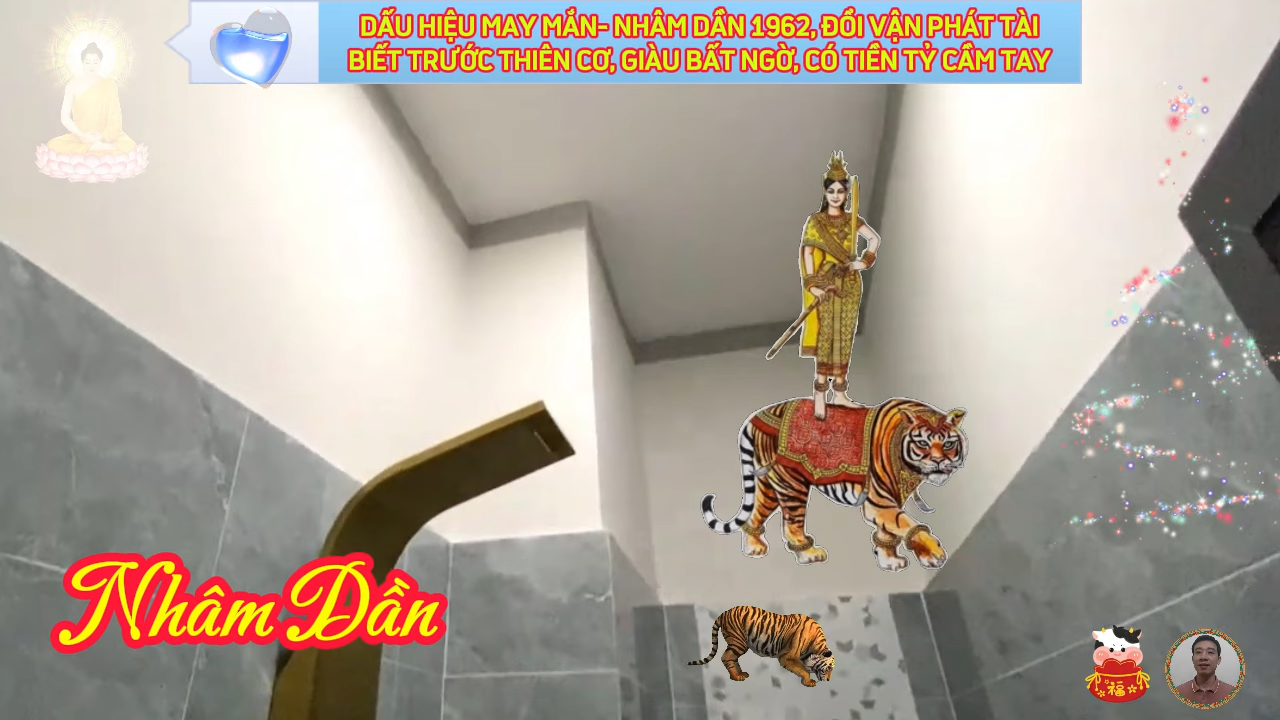 DẤU HIỆU MAY MẮN- NHÂM DẦN 1962, ĐỔI VẬN PHÁT TÀI
BIẾT TRƯỚC THIÊN CƠ, GIÀU BẤT NGỜ, CÓ TIỀN TỶ CẦM TAY
Nhâm Dần
福